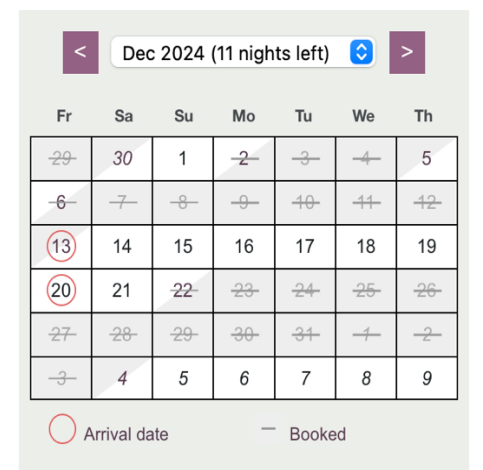 < Dec 2024 (11 nights left) >
Fr Sa Su Mo Tu We Th
29 30 1 2 3 4 5
6 7 8 9 10 11 12
13 14 15 16 17 18 19
20 21 22 23 24 25 26
27 28 29 30 31 1 2
3 4 5 6 7 8 9
Arrival date — Booked